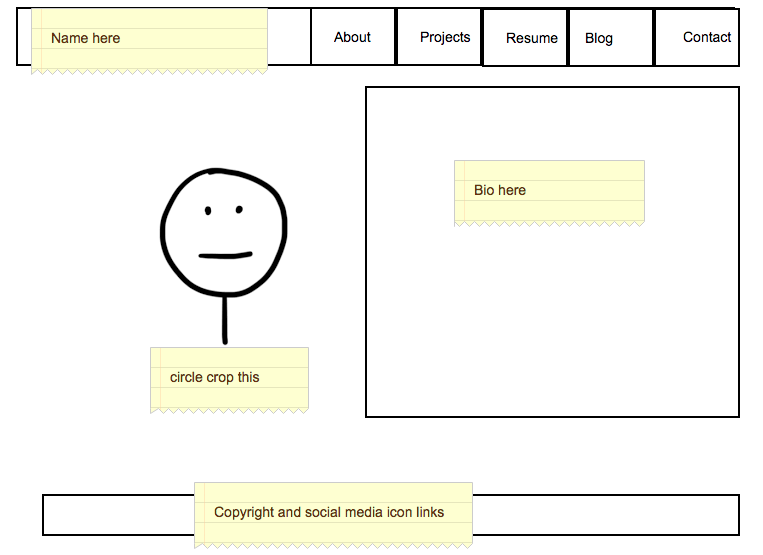 Name here
About
Projects
Resume
Blog
Contact
Bio here
circle crop this
Copyright and social media icon links